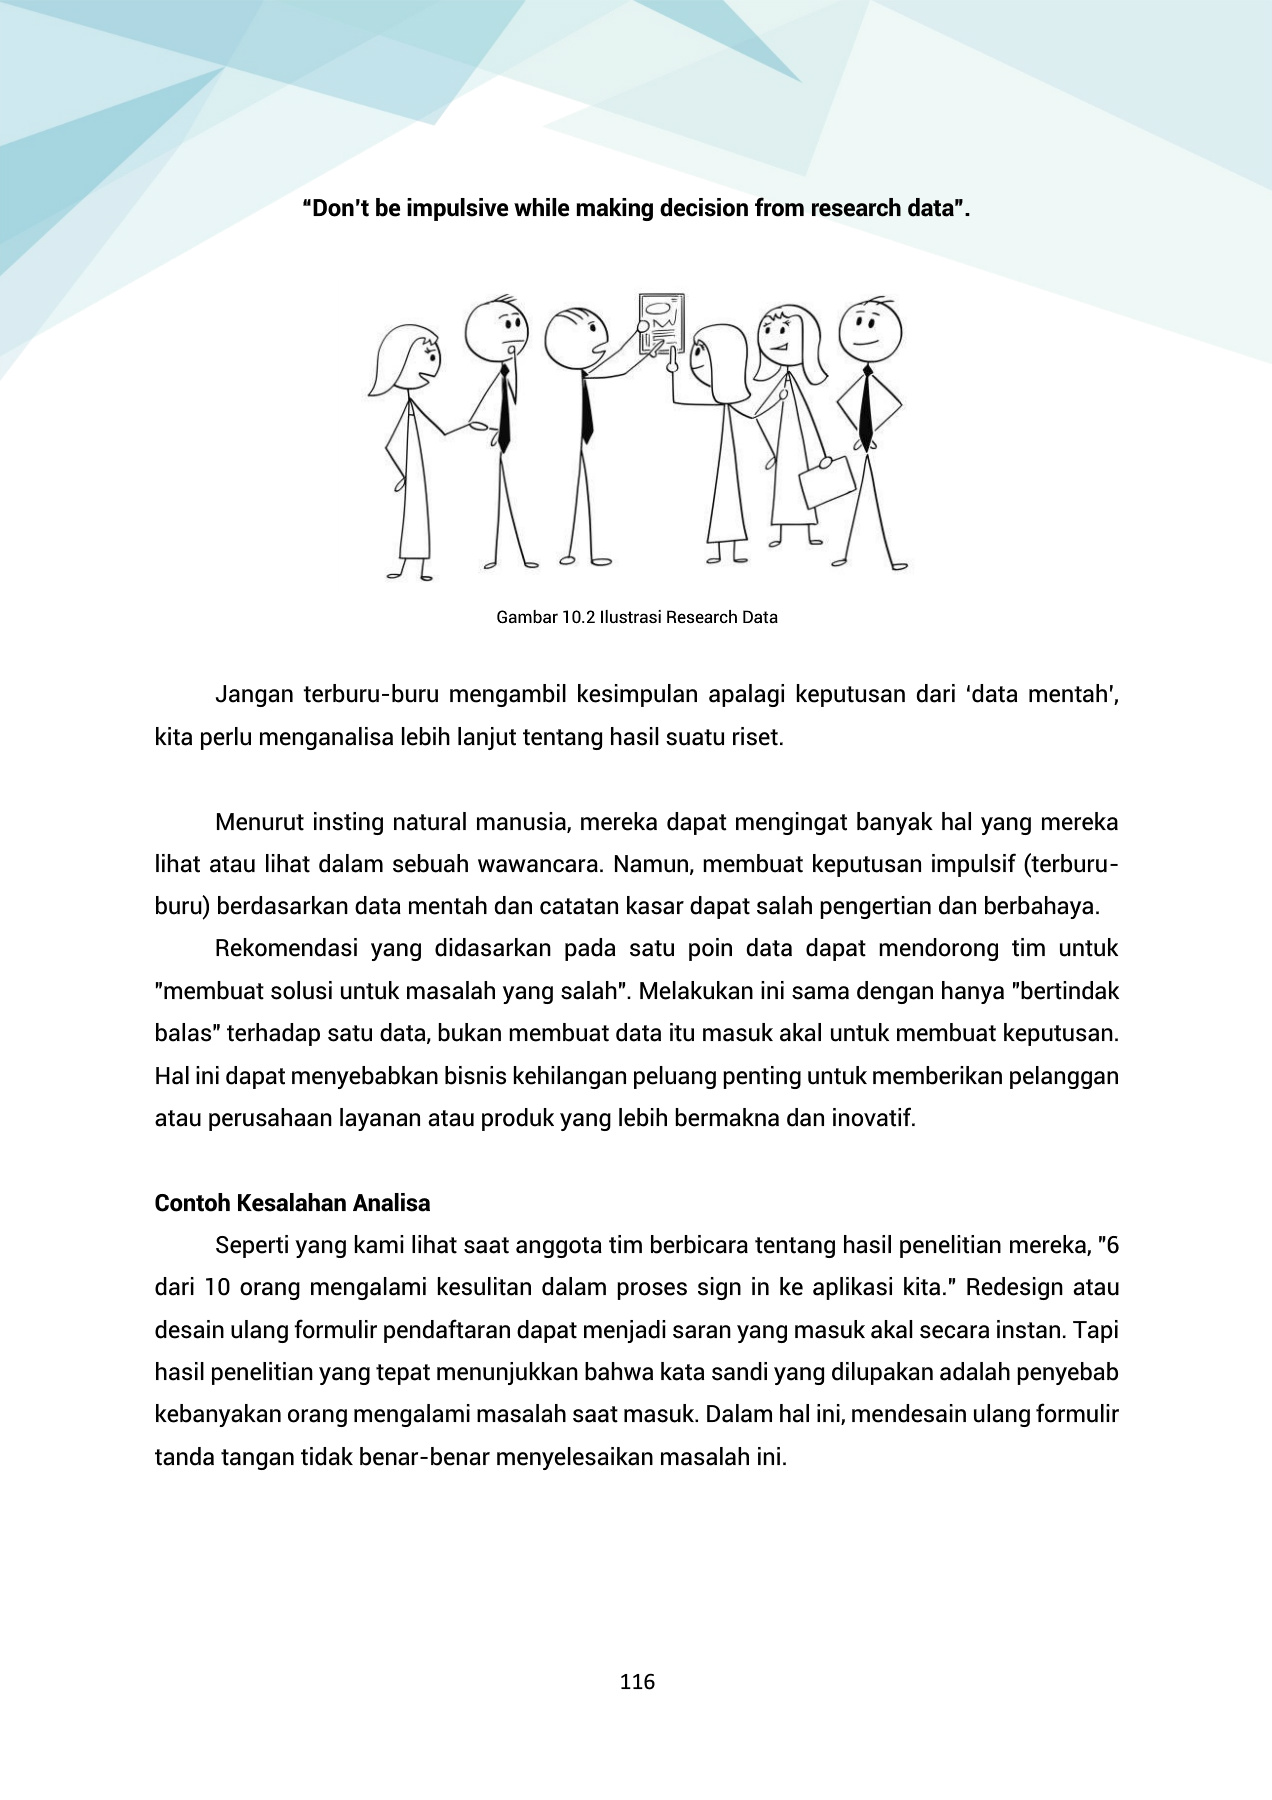 “Don't be impulsive while making decision from research data".
Gambar 10.2 Ilustrasi Research Data
Jangan terburu-buru mengambil kesimpulan apalagi keputusan dari ‘data mentah',
kita perlu menganalisa lebih lanjut tentang hasil suatu riset.
Menurut insting natural manusia, mereka dapat mengingat banyak hal yang mereka
lihat atau lihat dalam sebuah wawancara. Namun, membuat keputusan impulsif (terburu-
buru) berdasarkan data mentah dan catatan kasar dapat salah pengertian dan berbahaya.
Rekomendasi yang didasarkan pada satu poin data dapat mendorong tim untuk
"membuat solusi untuk masalah yang salah". Melakukan ini sama dengan hanya "bertindak
balas" terhadap satu data, bukan membuat data itu masuk akal untuk membuat keputusan.
Hal ini dapat menyebabkan bisnis kehilangan peluang penting untuk memberikan pelanggan
atau perusahaan layanan atau produk yang lebih bermakna dan inovatif.
Contoh Kesalahan Analisa
Seperti yang kami lihat saat anggota tim berbicara tentang hasil penelitian mereka, "6
dari 10 orang mengalami kesulitan dalam proses sign in ke aplikasi kita." Redesign atau
desain ulang formulir pendaftaran dapat menjadi saran yang masuk akal secara instan. Tapi
hasil penelitian yang tepat menunjukkan bahwa kata sandi yang dilupakan adalah penyebab
kebanyakan orang mengalami masalah saat masuk. Dalam hal ini, mendesain ulang formulir
tanda tangan tidak benar-benar menyelesaikan masalah ini.
116